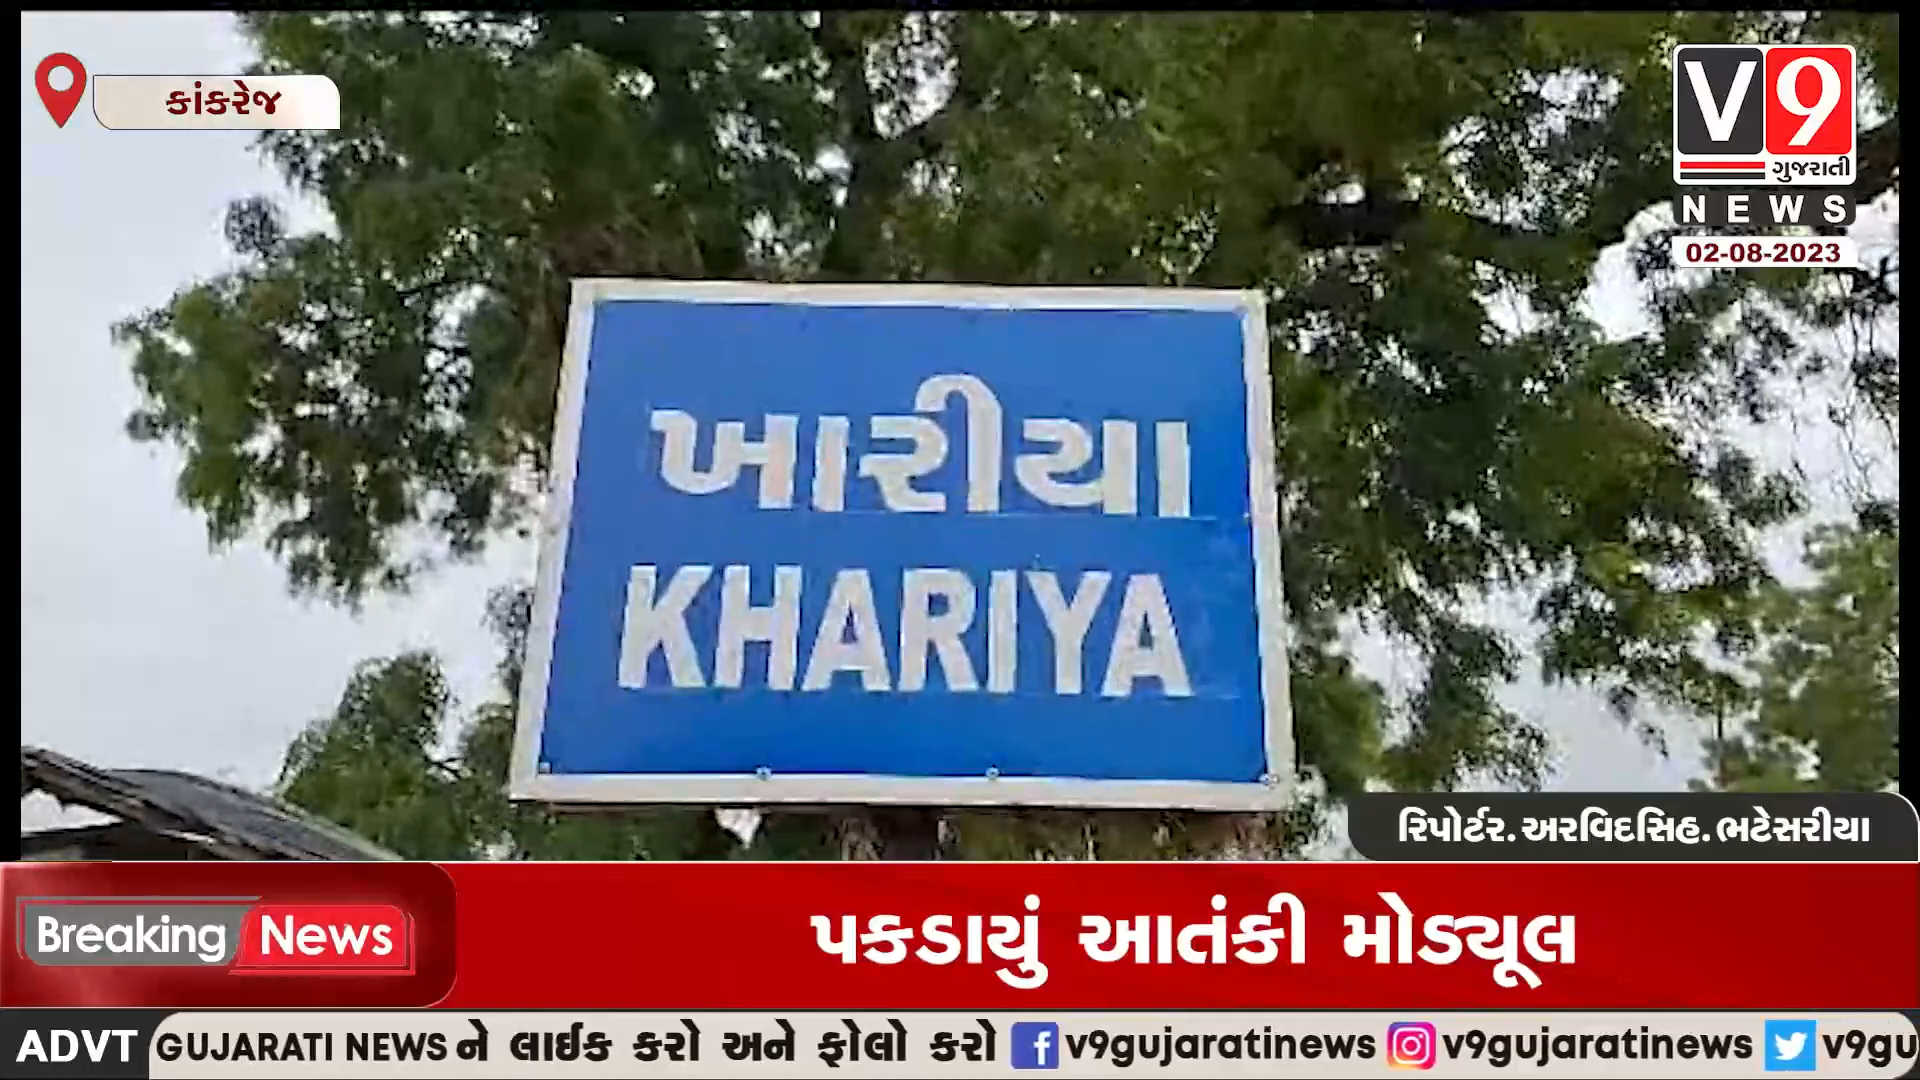 કાંકરેજ
V9
ગુજરાતી
NEWS
02-08-2023
ખારીયા
KHARIYA
રિપોર્ટર. અરવિદસિહ. ભટેસરીયા
Breaking News
પકડાયું આતંકી મોડ્યૂલ
ADVT GUJARATI NEWS ને લાઈક કરો અને ફોલો કરો v9gujaratinews v9gujaratinews v9gu